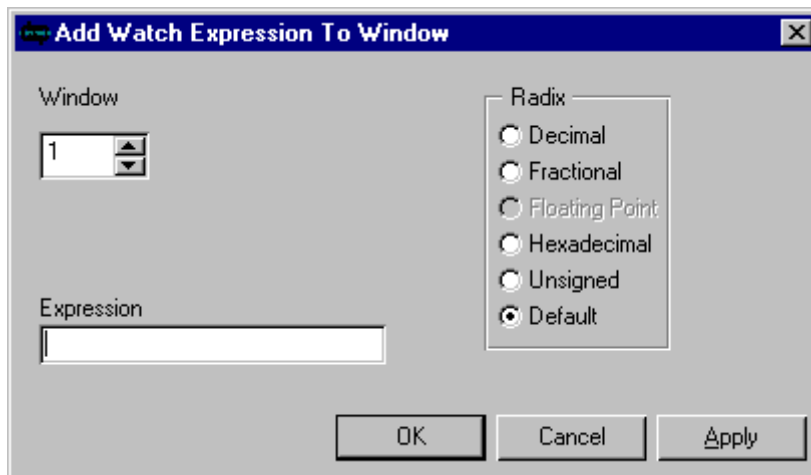 Add Watch Expression To Window
Window
1
Radix
Decimal
Fractional
Floating Point
Hexadecimal
Unsigned
Default
Expression
OK Cancel Apply